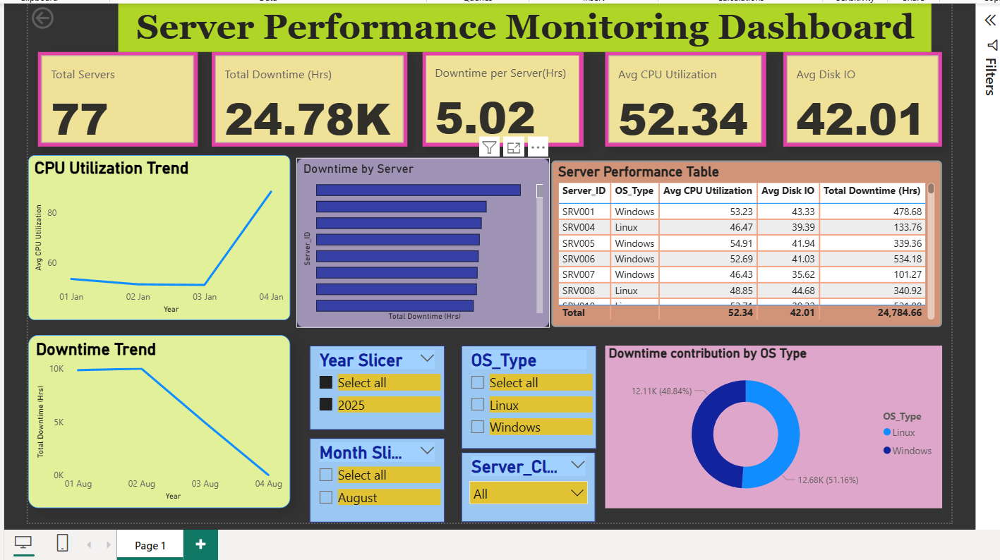 Server Performance Monitoring Dashboard
Filters
Total Servers
77
Total Downtime (Hrs)
24.78K
Downtime per Server(Hrs)
5.02
Avg CPU Utilization
52.34
Avg Disk IO
42.01
CPU Utilization Trend
Avg CPU Utilization
80
60
01 Jan 02 Jan 03 Jan 04 Jan
Year
Downtime by Server
Server_ID
Total Downtime (Hrs)
Server Performance Table
Server_ID OS_Type Avg CPU Utilization Avg Disk IO Total Downtime (Hrs)
SRV001 Windows 53.23 43.33 478.68
SRV004 Linux 46.47 39.39 133.76
SRV005 Windows 54.91 41.94 339.36
SRV006 Windows 52.69 41.03 534.18
SRV007 Windows 46.43 35.62 101.27
SRV008 Linux 48.85 44.68 340.92
Total 52.34 42.01 24,784.66
Downtime Trend
Total Downtime (Hrs)
10K
5K
0K
01 Aug 02 Aug 03 Aug 04 Aug
Year
Year Slicer
Select all
2025
Month Sli...
Select all
August
OS_Type
Select all
Linux
Windows
Server_Cl...
All
Downtime contribution by OS Type
12.11K (48.84%)
12.68K (51.16%)
OS_Type
Linux
Windows
Page 1